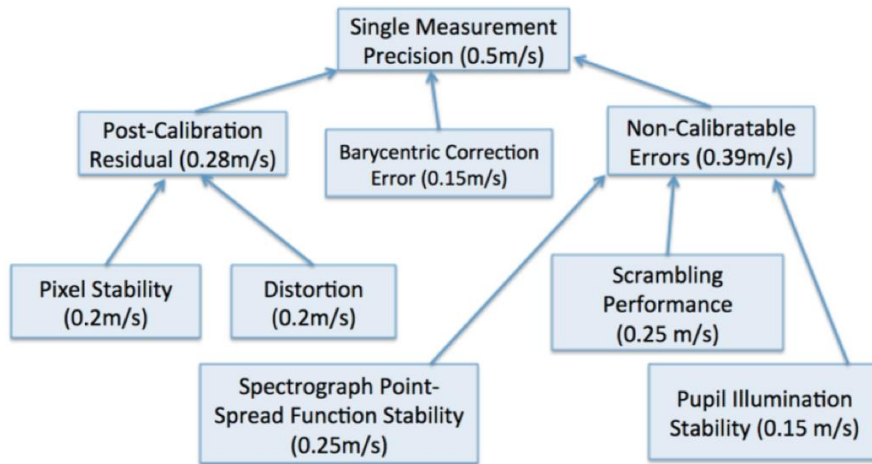 Single Measurement
Precision (0.5m/s)
Post-Calibration
Residual (0.28m/s)
Barycentric Correction
Error (0.15m/s)
Non-Calibratable
Errors (0.39m/s)
Pixel Stability
(0.2m/s)
Distortion
(0.2m/s)
Scrambling
Performance
(0.25 m/s)
Spectrograph Point-
Spread Function Stability
(0.25m/s)
Pupil Illumination
Stability (0.15 m/s)